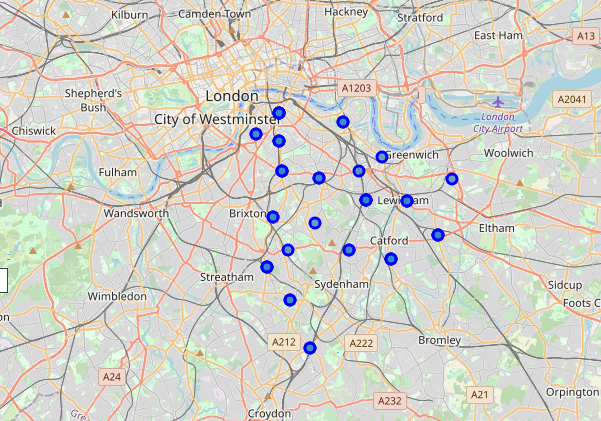 Kilburn
Camden Town
Hackney
Stratford
East Ham
A13
Shepherd's
Bush
London
A1203
A2041
City of Westminster
London
City Airport
Chiswick
Greenwich
Woolwich
Fulham
Wandsworth
Brixton
Lewisham
Eltham
Catford
Streatham
Sydenham
Sidcup
Wimbledon
Foots C
on
A212
A222
Bromley
A24
A21
Orpington
A232
Croydon